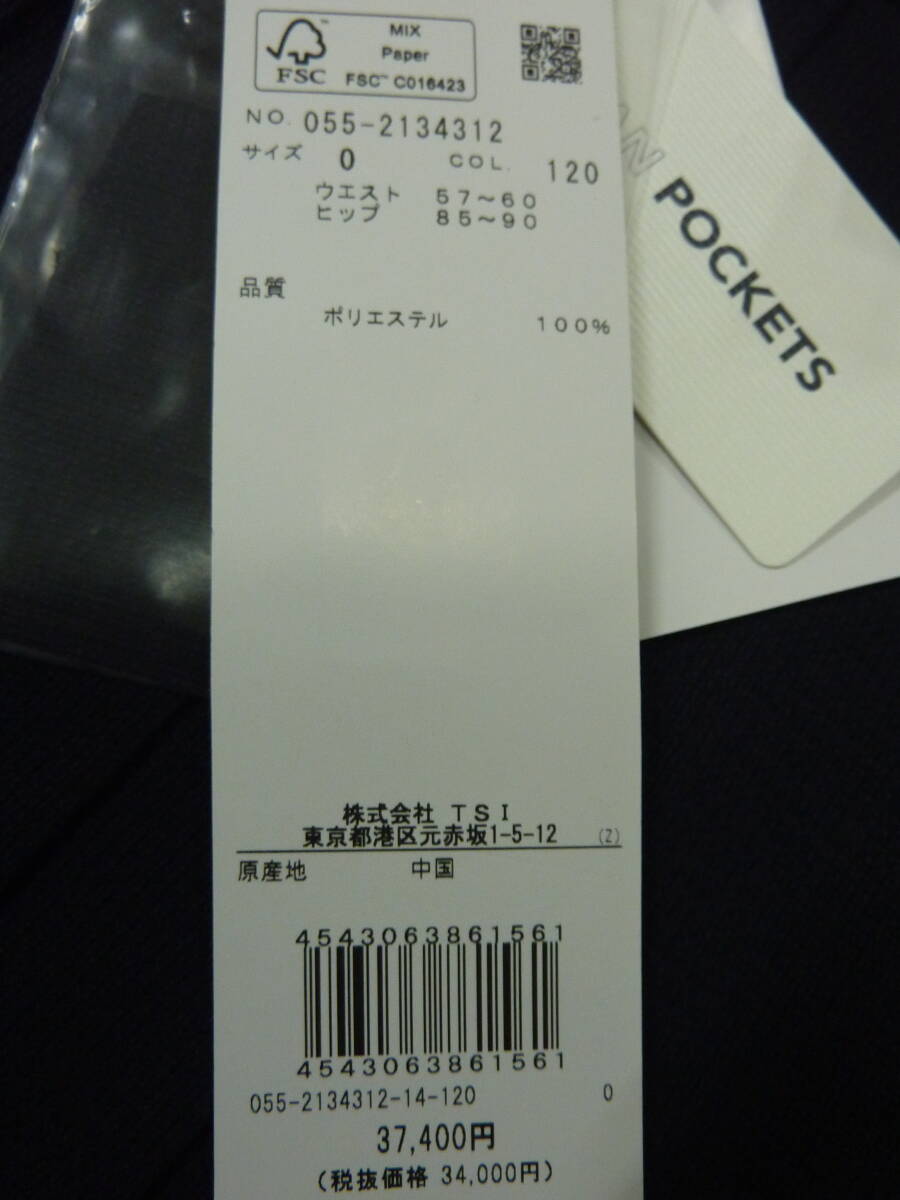 MIX
Paper
FSC™ C016423
FSC
NO. 055-2134312
サイズ 0 COL. 120
ウエスト 57～60
ヒップ 85～90
品質
ポリエステル 100%
株式会社 TSI
東京都港区元赤坂1-5-12 (Z)
原産地 中国
4543063861561
4543063861561
055-2134312-14-120 0
37,400円
(税抜価格 34,000円)
POCKETS